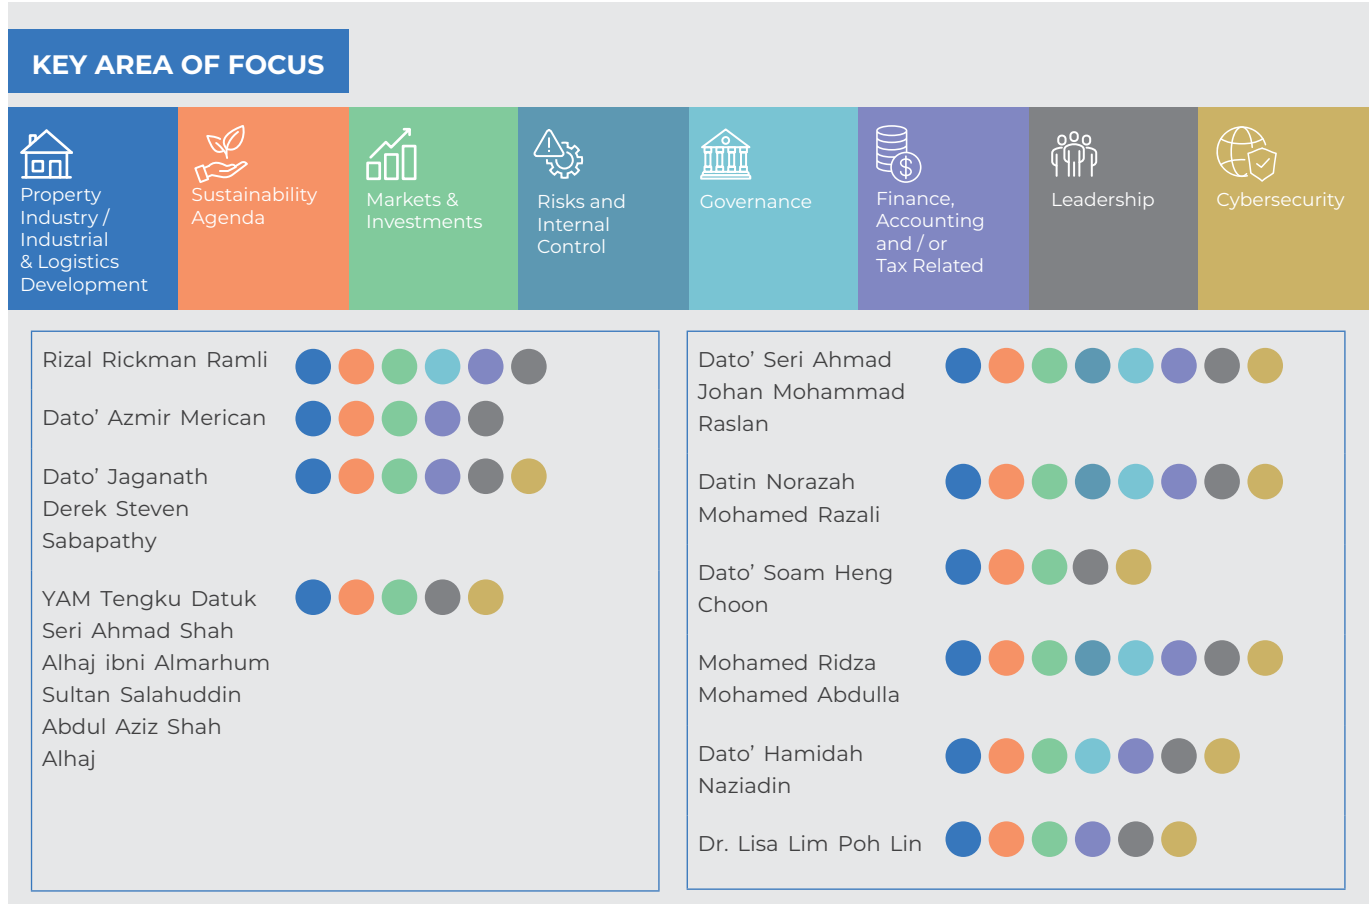 KEY AREA OF FOCUS
Property
Industry /
Industrial
& Logistics
Development
Sustainability
Agenda
Markets &
Investments
Risks and
Internal
Control
Governance
Finance,
Accounting
and / or
Tax Related
Leadership
Cybersecurity
Rizal Rickman Ramli
Dato’ Azmir Merican
Dato’ Jaganath
Derek Steven
Sabapathy
YAM Tengku Datuk
Seri Ahmad Shah
Alhaj ibni Almarhum
Sultan Salahuddin
Abdul Aziz Shah
Alhaj
Dato’ Seri Ahmad
Johan Mohammad
Raslan
Datin Norazah
Mohamed Razali
Dato’ Soam Heng
Choon
Mohamed Ridza
Mohamed Abdulla
Dato’ Hamidah
Naziadin
Dr. Lisa Lim Poh Lin